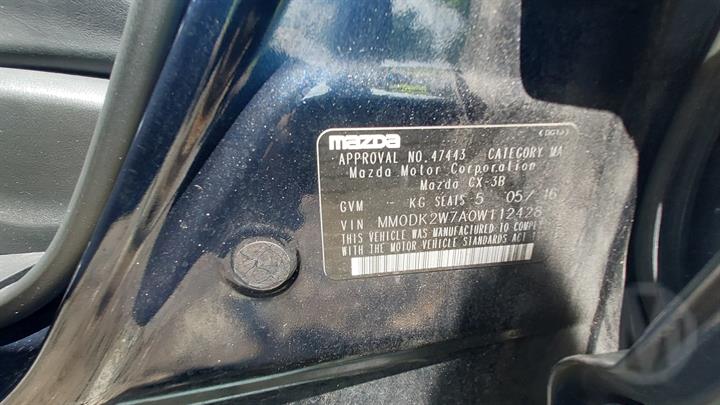 (DG1J)
mazda
APPROVAL NO. 47443 CATEGORY MA
Mazda Motor Corporation
Mazda CX-3B
GVM - KG SEATS 5 05/16
VIN MM0DK2W7A0W112428
THIS VEHICLE WAS MANUFACTURED TO COMPLY
WITH THE MOTOR VEHICLE STANDARDS ACT